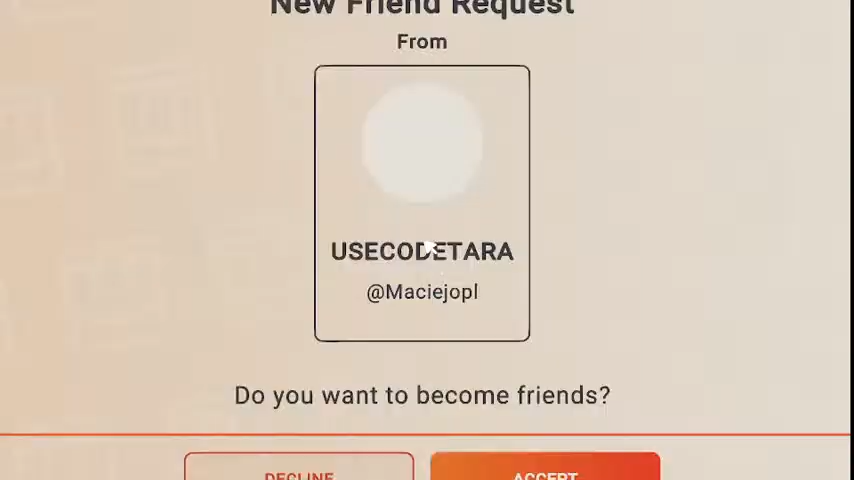 New Friend Request
From
USECODETARA
@Maciejopl
Do you want to become friends?
DECLINE
ACCEPT